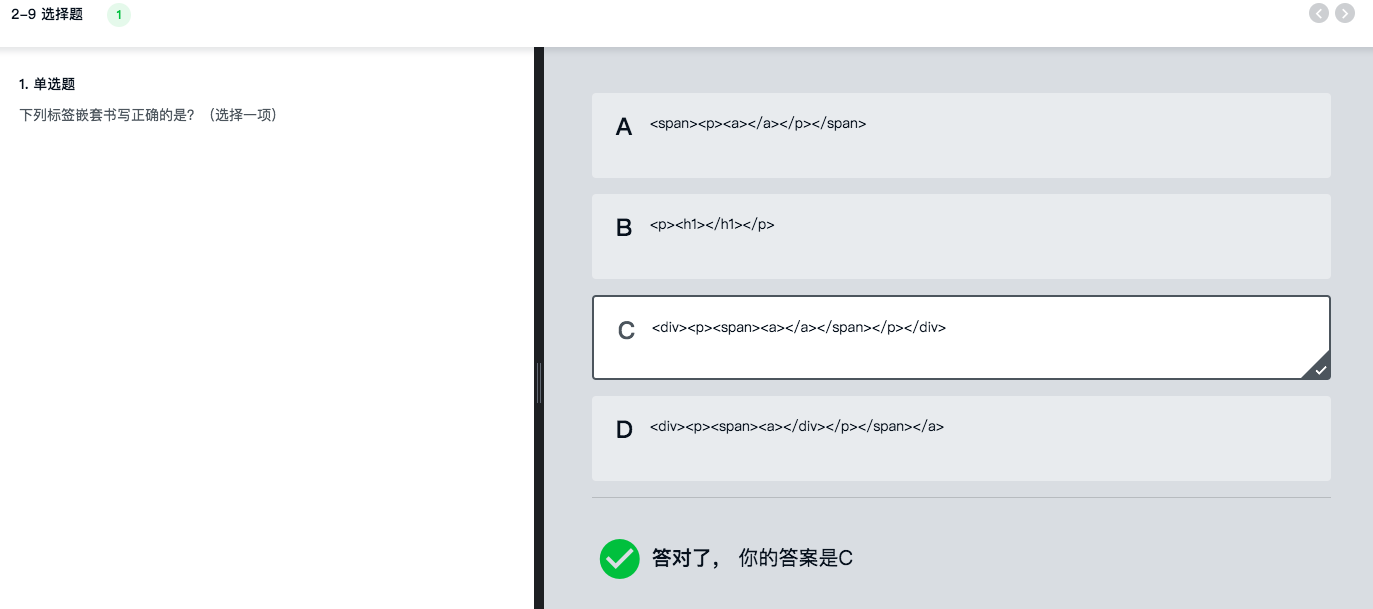 2-9 选择题 1
1. 单选题
下列标签嵌套书写正确的是？（选择一项）
A <span><p><a></a></p></span>
B <p><h1></h1></p>
C <div><p><span><a></a></span></p></div>
D <div><p><span><a></div></p></span></a>
答对了， 你的答案是C